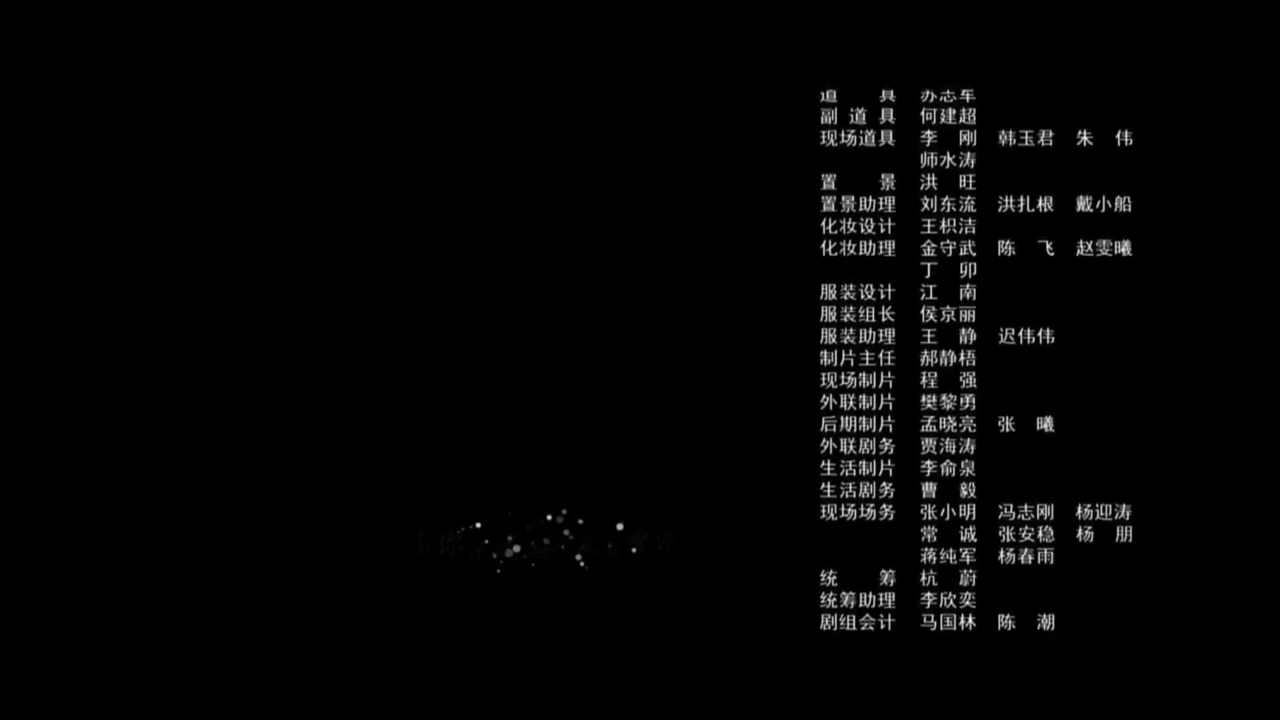 道 具
副 道 具 何建超
现场道具 李 刚 韩玉君 朱 伟
师水涛
置 景 洪 旺
置景助理 刘东流 洪扎根 戴小船
化妆设计 王枳洁
化妆助理 金守武 陈 飞 赵雯曦
丁 卯
服装设计 江 南
服装组长 侯京丽
服装助理 王 静 迟伟伟
制片主任 郝静梧
现场制片 程 强
外联制片 樊黎勇
后期制片 孟晓亮 张 曦
外联剧务 贾海涛
生活制片 李俞泉
生活剧务 曹 毅
现场场务 张小明 冯志刚 杨迎涛
常 诚 张安稳 杨 朋
蒋纯军 杨春雨
统 筹 杭 蔚
统筹助理 李欣奕
剧组会计 马国林 陈 潮